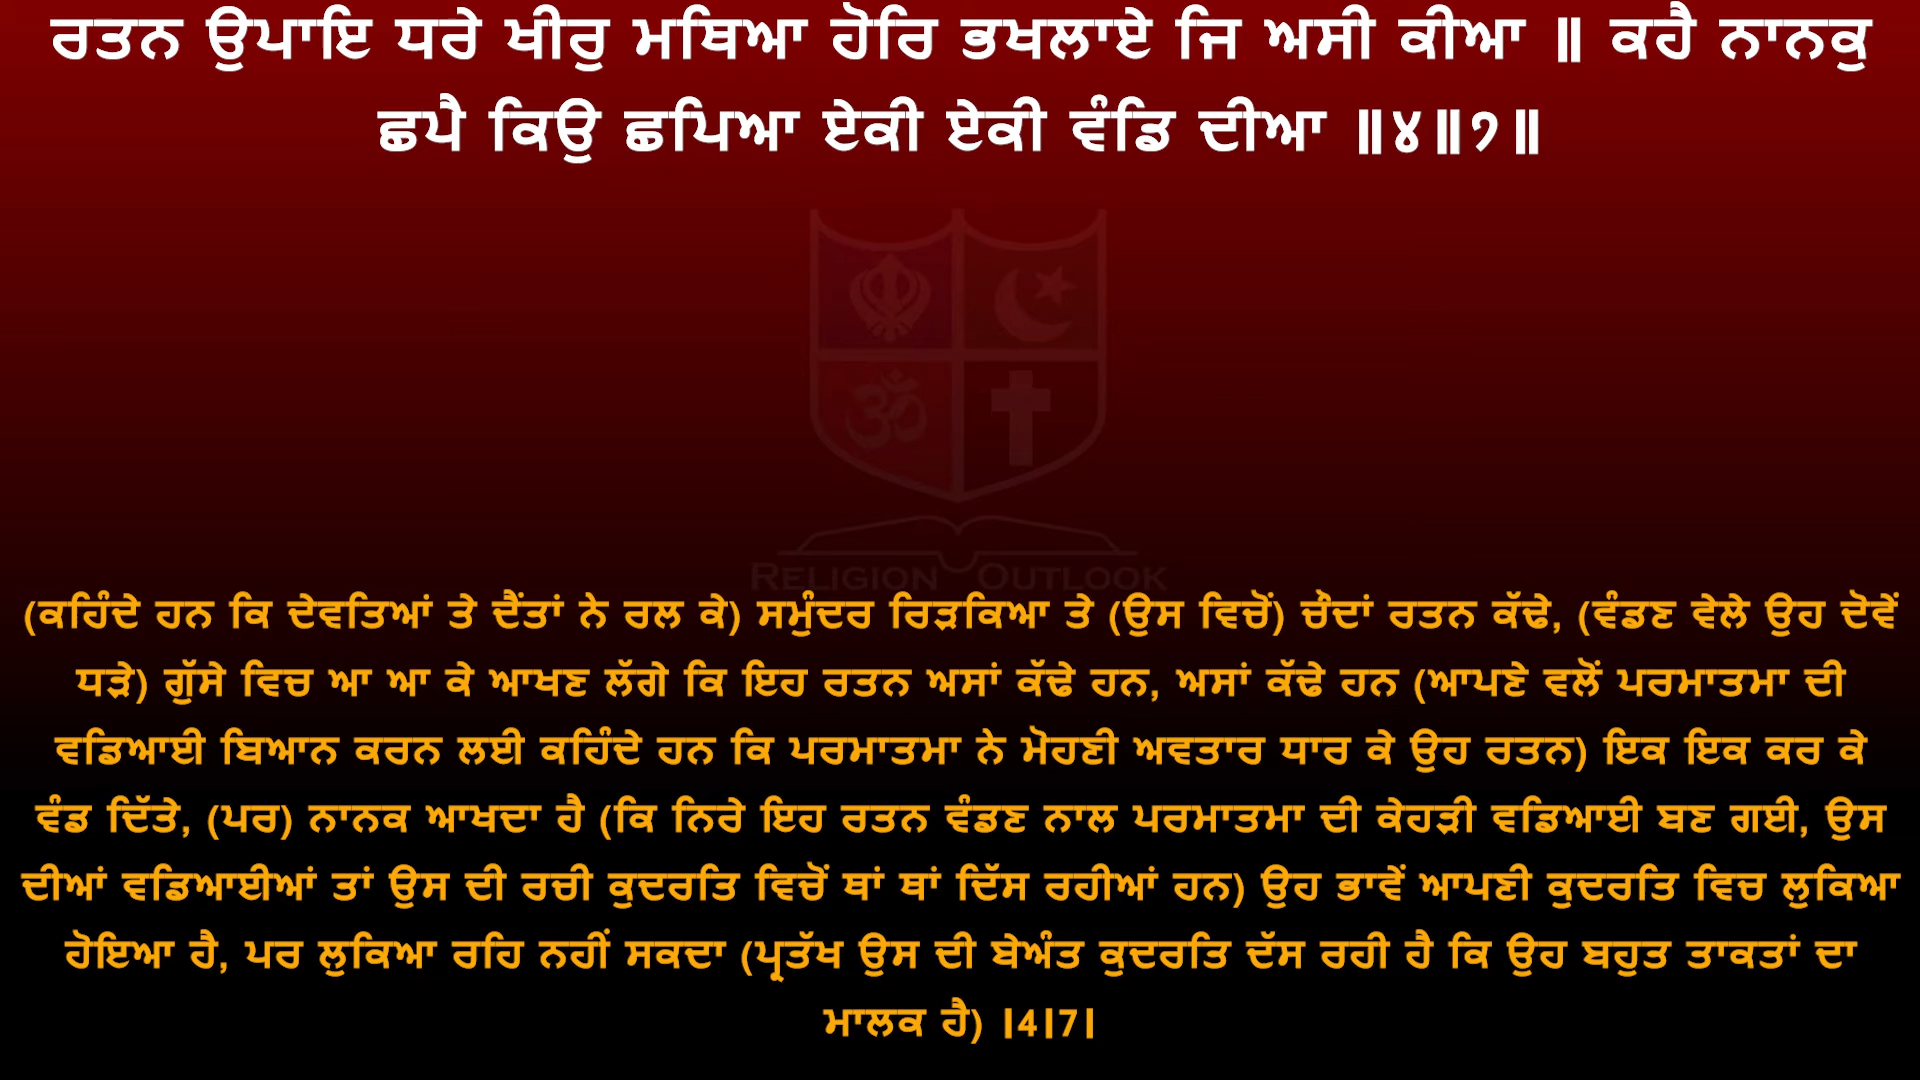 ਰਤਨ ਉਪਾਇ ਧਰੇ ਖੀਰੁ ਮਥਿਆ ਹੋਰਿ ਭਖਲਾਏ ਜਿ ਅਸੀ ਕੀਆ ॥ ਕਹੈ ਨਾਨਕੁ
ਛਪੈ ਕਿਉ ਛਪਿਆ ਏਕੀ ਏਕੀ ਵੰਡਿ ਦੀਆ ॥੪॥੭॥
RELIGION OUTLOOK
(ਕਹਿੰਦੇ ਹਨ ਕਿ ਦੇਵਤਿਆਂ ਤੇ ਦੈਂਤਾਂ ਨੇ ਰਲ ਕੇ) ਸਮੁੰਦਰ ਰਿੜਕਿਆ ਤੇ (ਉਸ ਵਿਚੋਂ) ਚੌਦਾਂ ਰਤਨ ਕੱਢੇ, (ਵੰਡਣ ਵੇਲੇ ਉਹ ਦੋਵੇਂ
ਧੜੇ) ਗੁੱਸੇ ਵਿਚ ਆ ਆ ਕੇ ਆਖਣ ਲੱਗੇ ਕਿ ਇਹ ਰਤਨ ਅਸਾਂ ਕੱਢੇ ਹਨ, ਅਸਾਂ ਕੱਢੇ ਹਨ (ਆਪਣੇ ਵਲੋਂ ਪਰਮਾਤਮਾ ਦੀ
ਵਡਿਆਈ ਬਿਆਨ ਕਰਨ ਲਈ ਕਹਿੰਦੇ ਹਨ ਕਿ ਪਰਮਾਤਮਾ ਨੇ ਮੋਹਣੀ ਅਵਤਾਰ ਧਾਰ ਕੇ ਉਹ ਰਤਨ) ਇਕ ਇਕ ਕਰ ਕੇ
ਵੰਡ ਦਿੱਤੇ, (ਪਰ) ਨਾਨਕ ਆਖਦਾ ਹੈ (ਕਿ ਨਿਰੇ ਇਹ ਰਤਨ ਵੰਡਣ ਨਾਲ ਪਰਮਾਤਮਾ ਦੀ ਕੇਹੜੀ ਵਡਿਆਈ ਬਣ ਗਈ, ਉਸ
ਦੀਆਂ ਵਡਿਆਈਆਂ ਤਾਂ ਉਸ ਦੀ ਰਚੀ ਕੁਦਰਤਿ ਵਿਚੋਂ ਥਾਂ ਥਾਂ ਦਿੱਸ ਰਹੀਆਂ ਹਨ) ਉਹ ਭਾਵੇਂ ਆਪਣੀ ਕੁਦਰਤਿ ਵਿਚ ਲੁਕਿਆ
ਹੋਇਆ ਹੈ, ਪਰ ਲੁਕਿਆ ਰਹਿ ਨਹੀਂ ਸਕਦਾ (ਪ੍ਰਤੱਖ ਉਸ ਦੀ ਬੇਅੰਤ ਕੁਦਰਤਿ ਦੱਸ ਰਹੀ ਹੈ ਕਿ ਉਹ ਬਹੁਤ ਤਾਕਤਾਂ ਦਾ
ਮਾਲਕ ਹੈ) ।4।7।